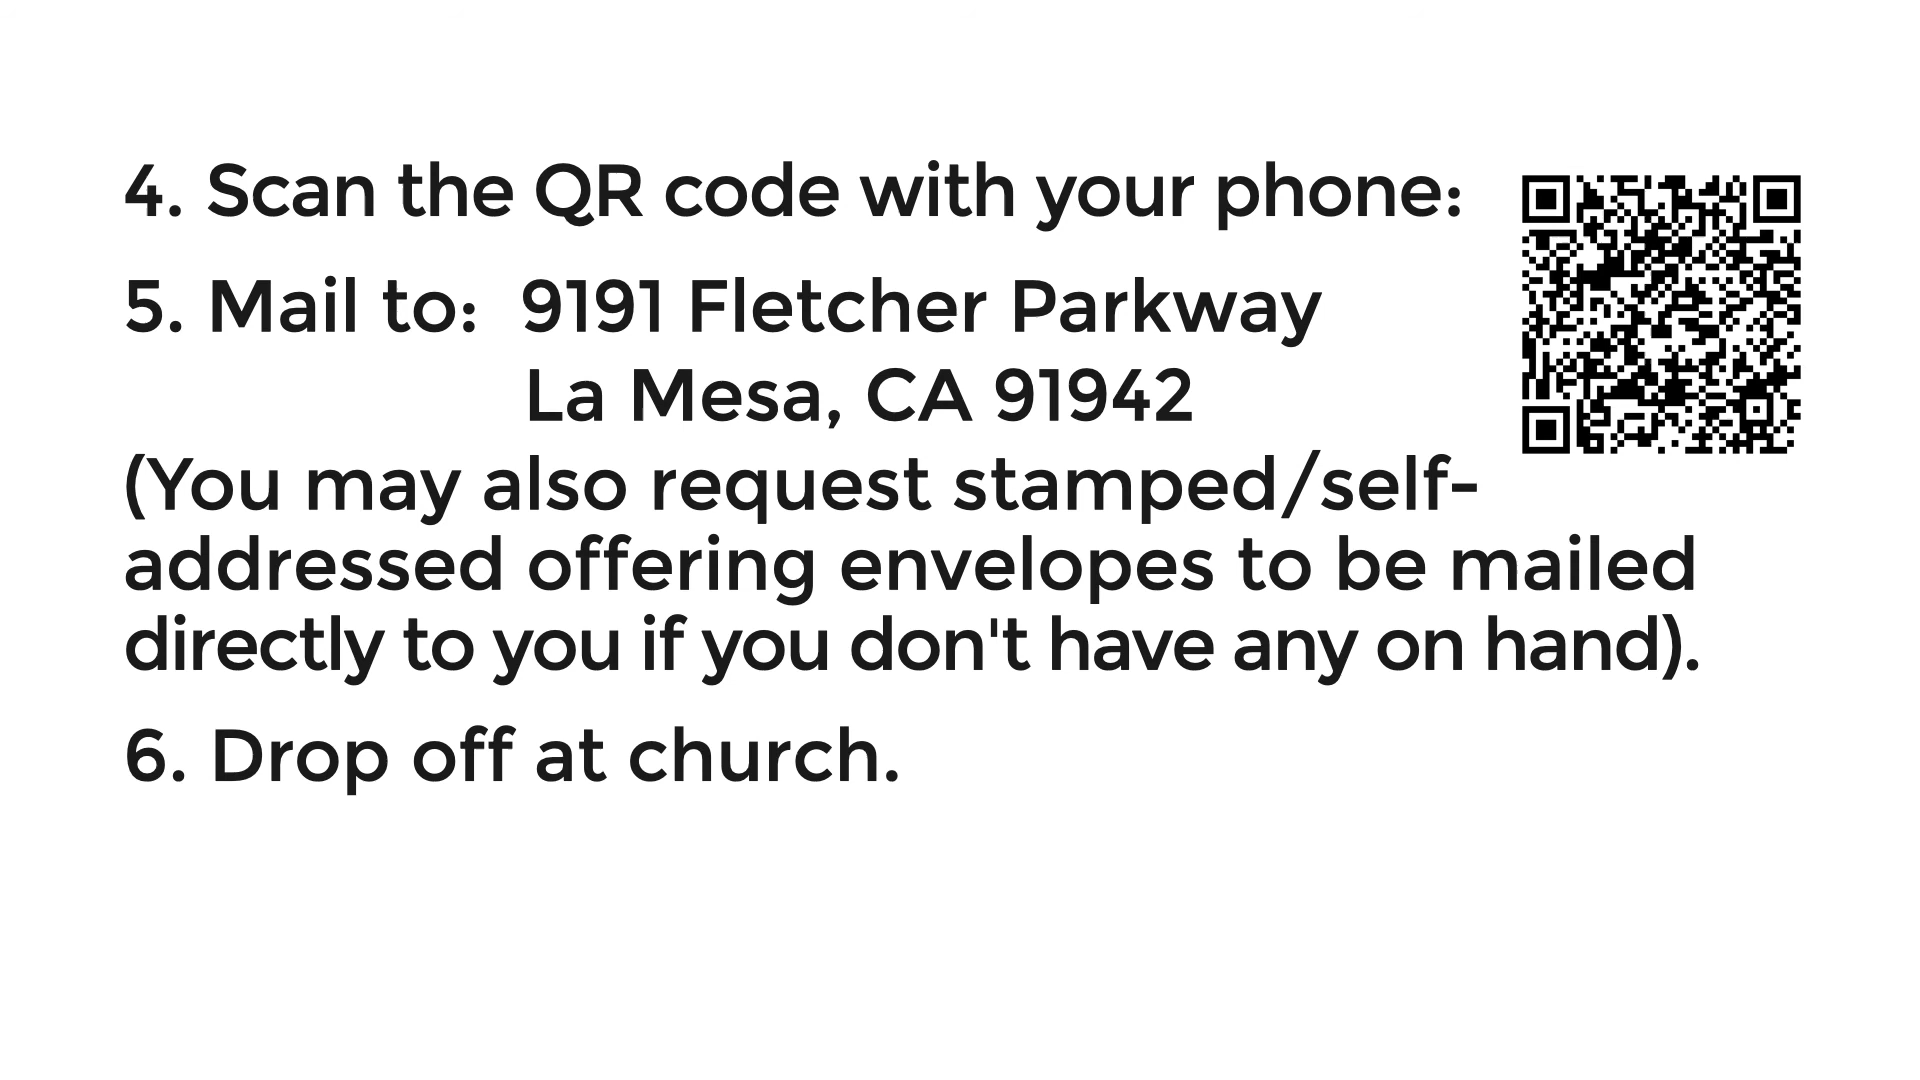 4. Scan the QR code with your phone:
5. Mail to: 9191 Fletcher Parkway
La Mesa, CA 91942
(You may also request stamped/self-
addressed offering envelopes to be mailed
directly to you if you don't have any on hand).
6. Drop off at church.